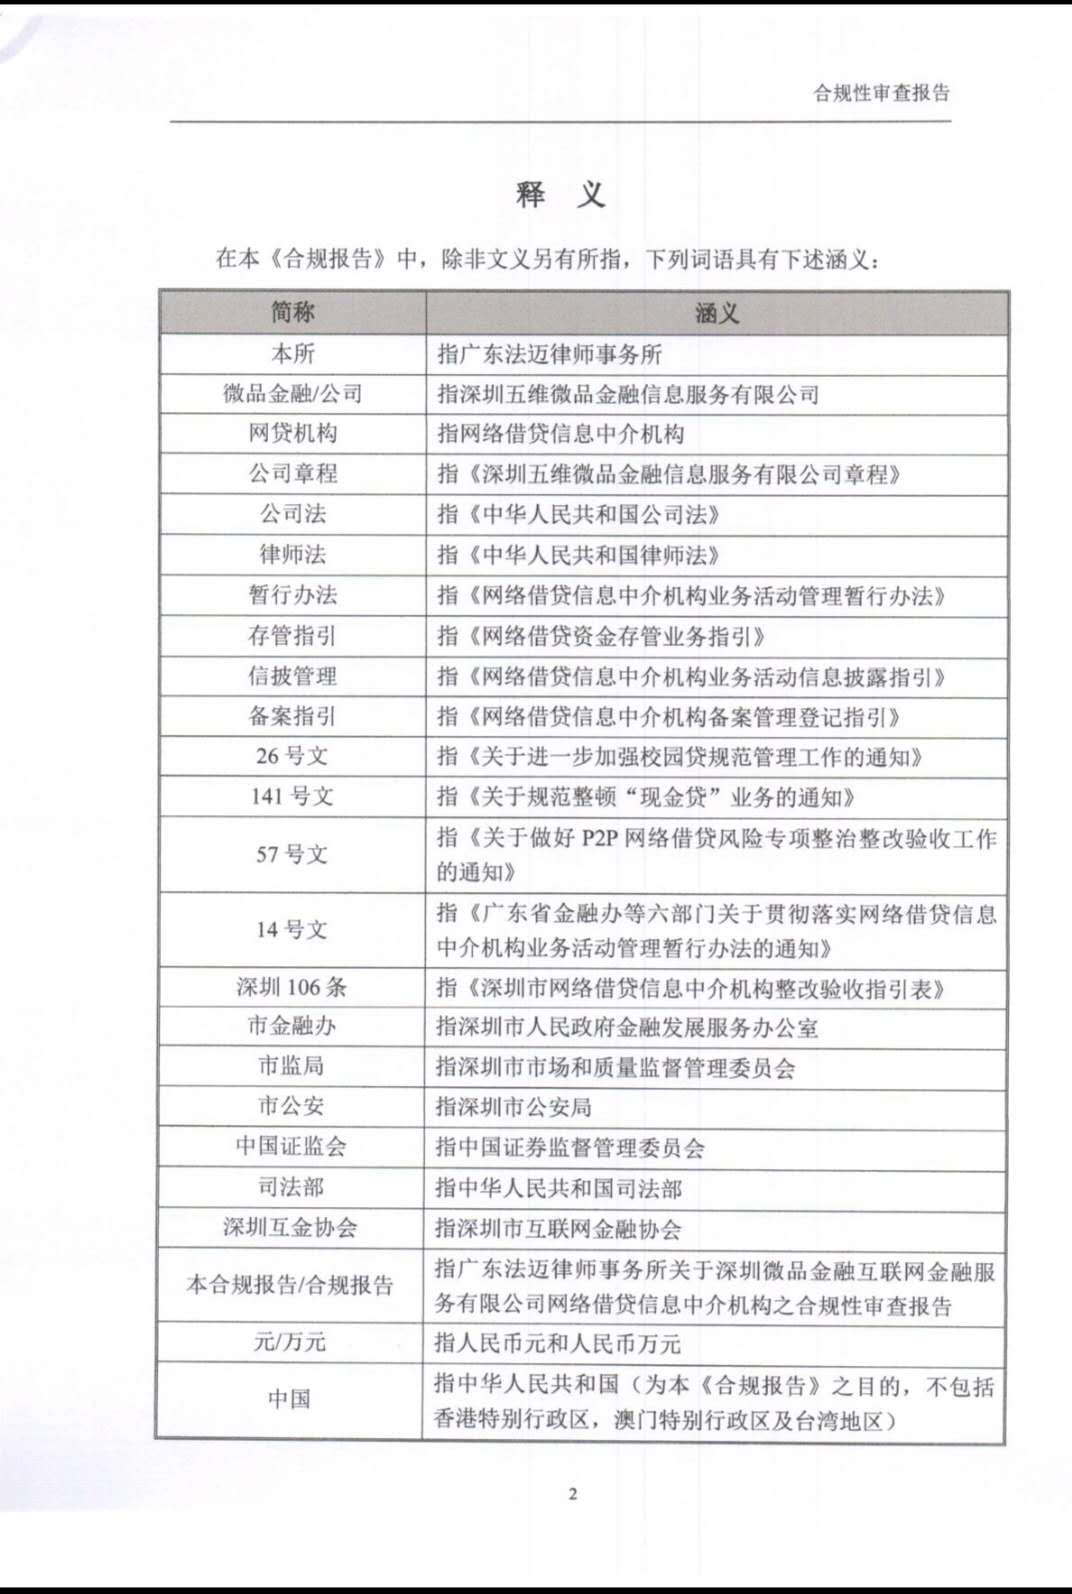 合规性审查报告
释 义
在本《合规报告》中，除非文义另有所指，下列词语具有下述涵义：
简称 涵义
本所 指广东法迈律师事务所
微品金融/公司 指深圳五维微品金融信息服务有限公司
网贷机构 指网络借贷信息中介机构
公司章程 指《深圳五维微品金融信息服务有限公司章程》
公司法 指《中华人民共和国公司法》
律师法 指《中华人民共和国律师法》
暂行办法 指《网络借贷信息中介机构业务活动管理暂行办法》
存管指引 指《网络借贷资金存管业务指引》
信披管理 指《网络借贷信息中介机构业务活动信息披露指引》
备案指引 指《网络借贷信息中介机构备案管理登记指引》
26 号文 指《关于进一步加强校园贷规范管理工作的通知》
141 号文 指《关于规范整顿“现金贷”业务的通知》
57 号文 指《关于做好 P2P 网络借贷风险专项整治整改验收工作
的通知》
14 号文 指《广东省金融办等六部门关于贯彻落实网络借贷信息
中介机构业务活动管理暂行办法的通知》
深圳 106 条 指《深圳市网络借贷信息中介机构整改验收指引表》
市金融办 指深圳市人民政府金融发展服务办公室
市监局 指深圳市市场和质量监督管理委员会
市公安 指深圳市公安局
中国证监会 指中国证券监督管理委员会
司法部 指中华人民共和国司法部
深圳互金协会 指深圳市互联网金融协会
本合规报告/合规报告 指广东法迈律师事务所关于深圳微品金融互联网金融服
务有限公司网络借贷信息中介机构之合规性审查报告
元/万元 指人民币元和人民币万元
中国 指中华人民共和国（为本《合规报告》之目的，不包括
香港特别行政区，澳门特别行政区及台湾地区）
2